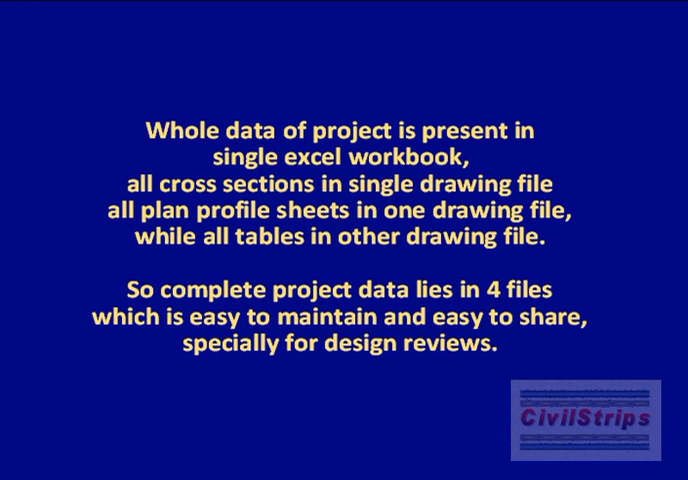 Whole data of project is present in
single excel workbook,
all cross sections in single drawing file
all plan profile sheets in one drawing file,
while all tables in other drawing file.
So complete project data lies in 4 files
which is easy to maintain and easy to share,
specially for design reviews.
CivilStrips